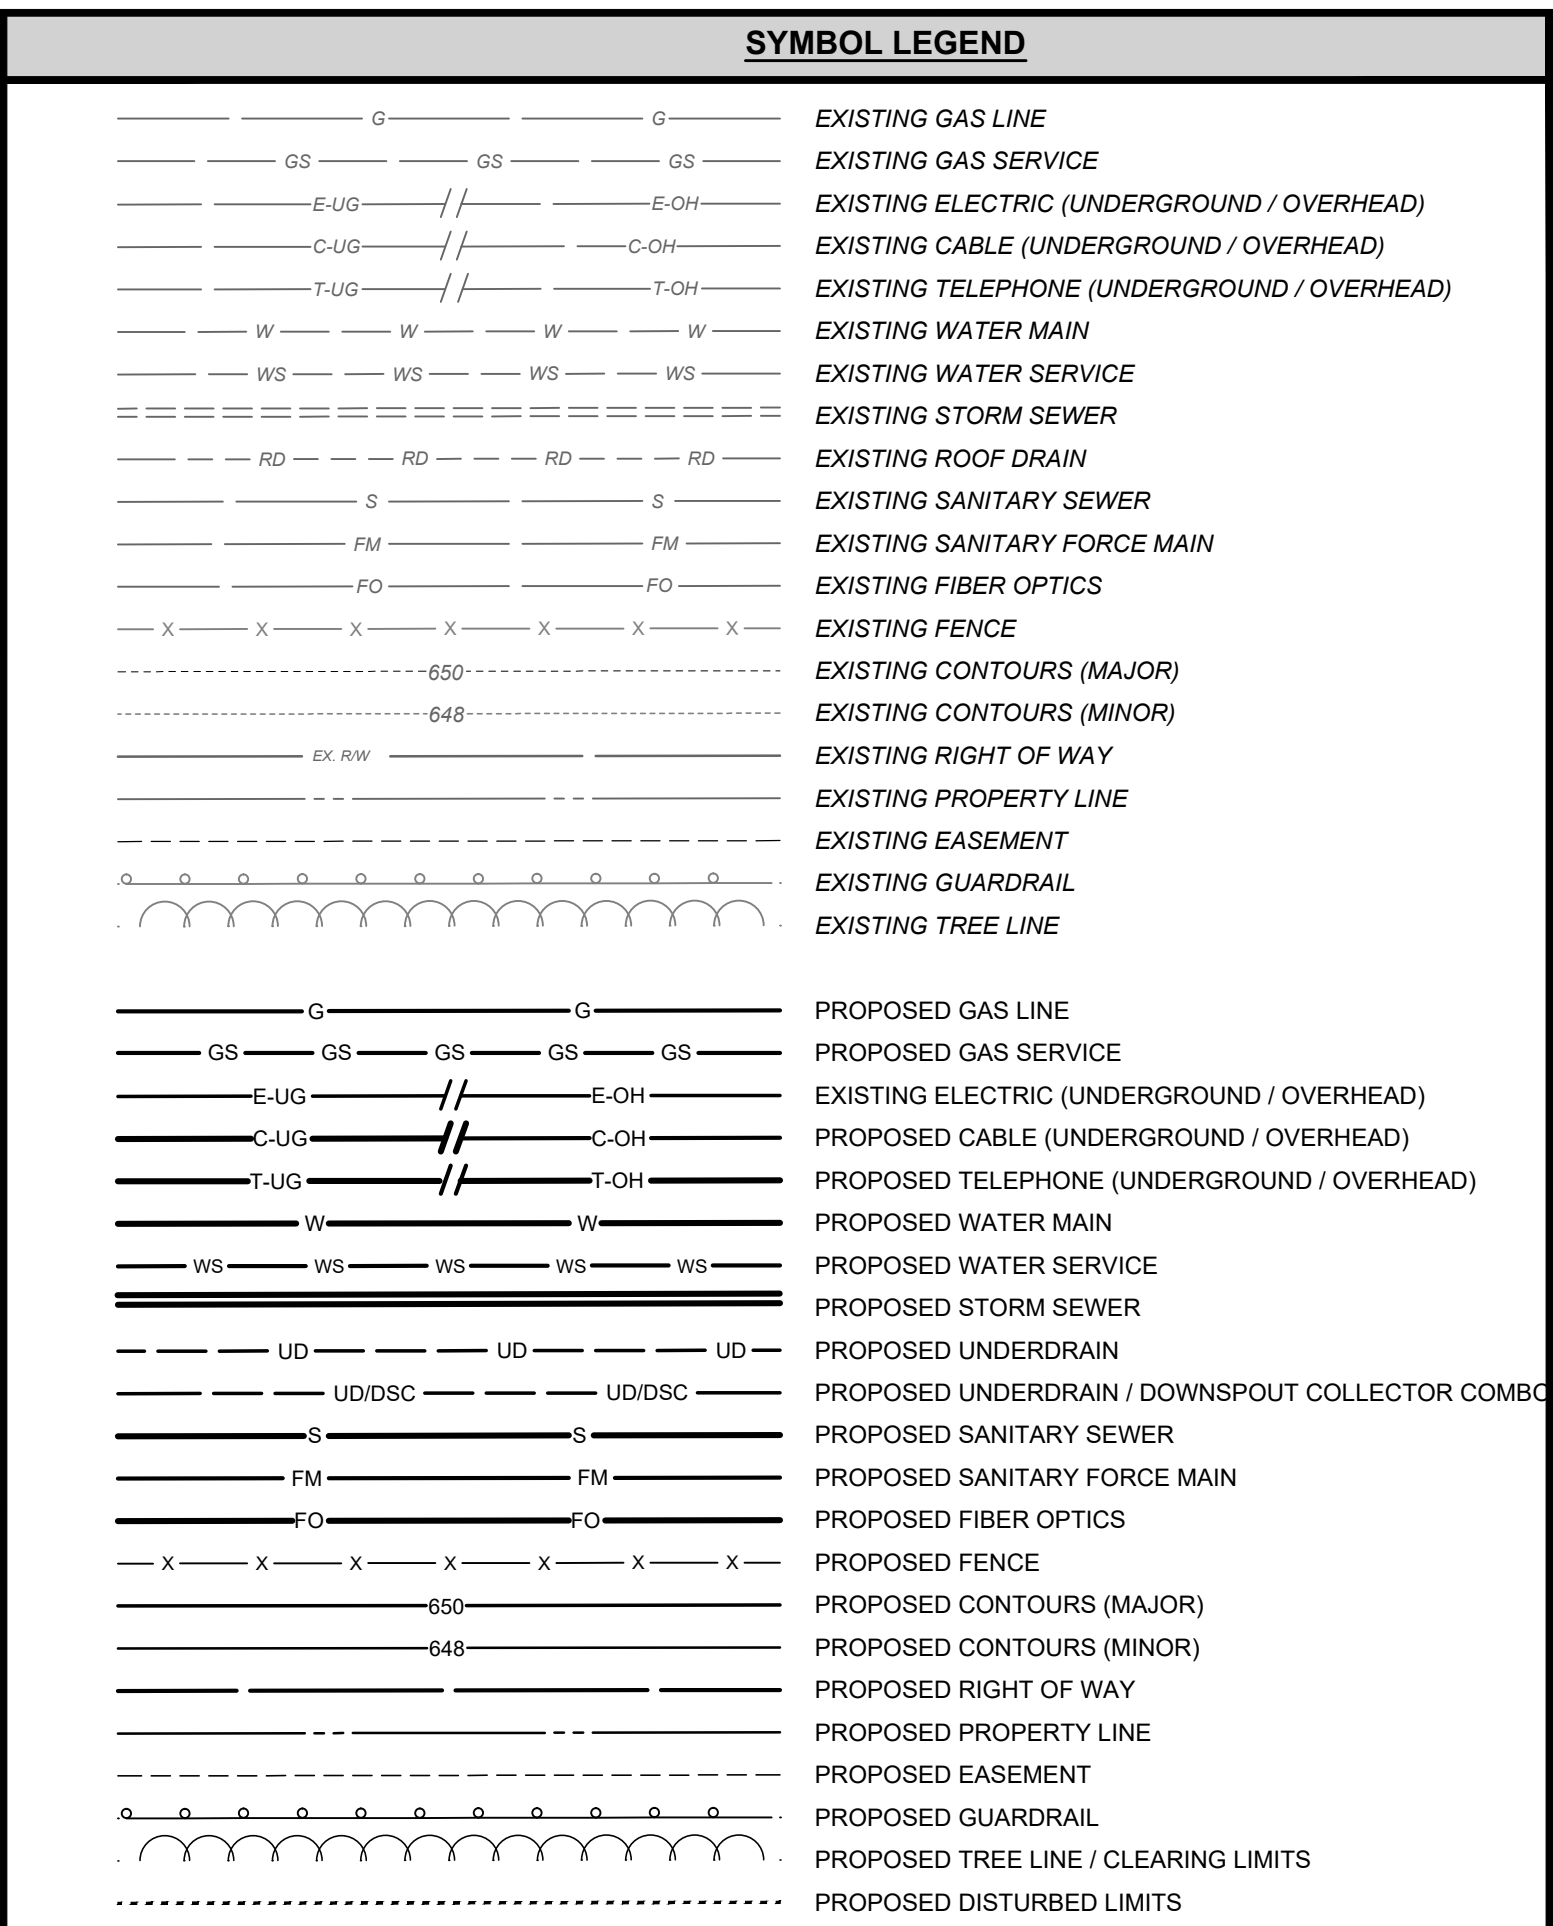 SYMBOL LEGEND
G G EXISTING GAS LINE
GS GS GS EXISTING GAS SERVICE
E-UG E-OH EXISTING ELECTRIC (UNDERGROUND / OVERHEAD)
C-UG C-OH EXISTING CABLE (UNDERGROUND / OVERHEAD)
T-UG T-OH EXISTING TELEPHONE (UNDERGROUND / OVERHEAD)
W W W W EXISTING WATER MAIN
WS WS WS WS EXISTING WATER SERVICE
EXISTING STORM SEWER
RD RD RD RD EXISTING ROOF DRAIN
S S EXISTING SANITARY SEWER
FM FM EXISTING SANITARY FORCE MAIN
FO FO EXISTING FIBER OPTICS
X X X X X X X EXISTING FENCE
650 EXISTING CONTOURS (MAJOR)
648 EXISTING CONTOURS (MINOR)
EX. R/W EXISTING RIGHT OF WAY
EXISTING PROPERTY LINE
EXISTING EASEMENT
EXISTING GUARDRAIL
EXISTING TREE LINE
G G PROPOSED GAS LINE
GS GS GS GS GS PROPOSED GAS SERVICE
E-UG E-OH EXISTING ELECTRIC (UNDERGROUND / OVERHEAD)
C-UG C-OH PROPOSED CABLE (UNDERGROUND / OVERHEAD)
T-UG T-OH PROPOSED TELEPHONE (UNDERGROUND / OVERHEAD)
W W PROPOSED WATER MAIN
WS WS WS WS WS PROPOSED WATER SERVICE
PROPOSED STORM SEWER
UD UD UD PROPOSED UNDERDRAIN
UD/DSC UD/DSC PROPOSED UNDERDRAIN / DOWNSPOUT COLLECTOR COMBO
S S PROPOSED SANITARY SEWER
FM FM PROPOSED SANITARY FORCE MAIN
FO FO PROPOSED FIBER OPTICS
X X X X X X X PROPOSED FENCE
650 PROPOSED CONTOURS (MAJOR)
648 PROPOSED CONTOURS (MINOR)
PROPOSED RIGHT OF WAY
PROPOSED PROPERTY LINE
PROPOSED EASEMENT
PROPOSED GUARDRAIL
PROPOSED TREE LINE / CLEARING LIMITS
PROPOSED DISTURBED LIMITS